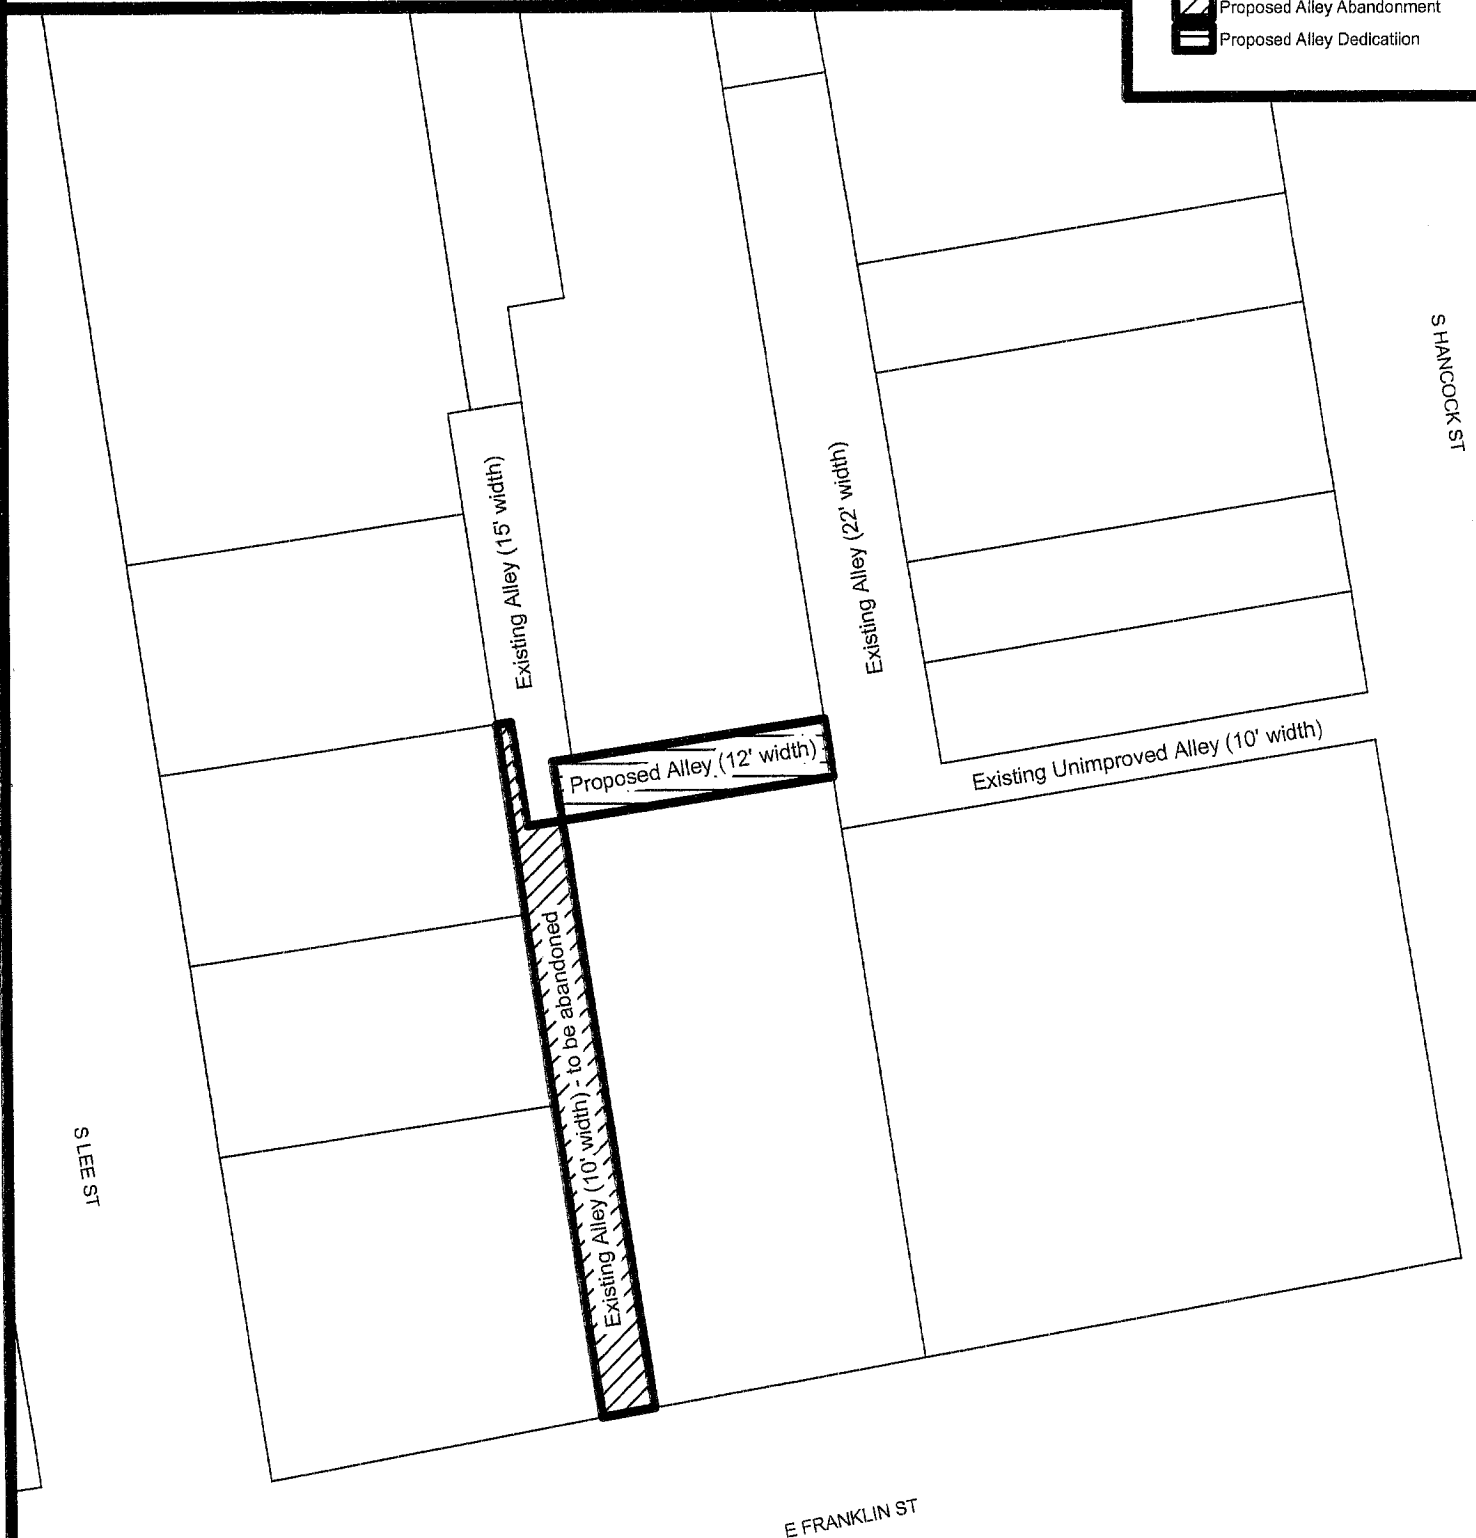 Proposed Alley Abandonment
Proposed Alley Dedicatiion
S HANCOCK ST
Existing Alley (15' width)
Existing Alley (22' width)
Proposed Alley (12' width)
Existing Unimproved Alley (10' width)
Existing Alley (10' width) - to be abandoned
S LEE ST
E FRANKLIN ST